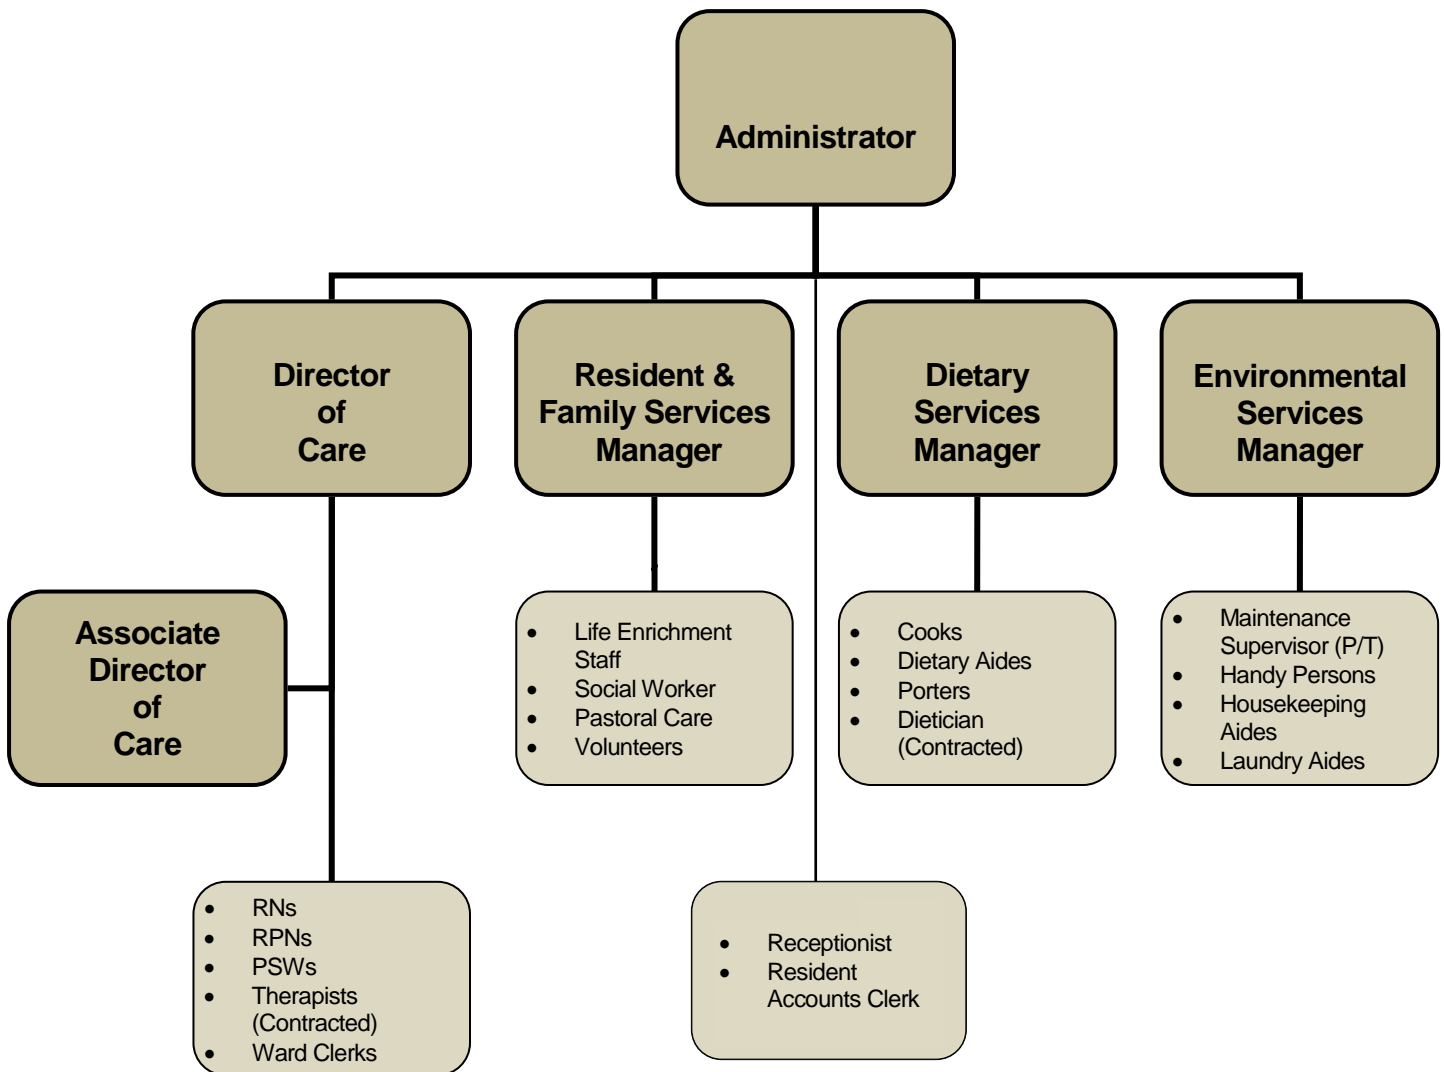 Administrator
Director
of
Care
Resident &
Family Services
Manager
Dietary
Services
Manager
Environmental
Services
Manager
Associate
Director
of
Care
• Life Enrichment
Staff
• Social Worker
• Pastoral Care
• Volunteers
• Cooks
• Dietary Aides
• Porters
• Dietician
(Contracted)
• Maintenance
Supervisor (P/T)
• Handy Persons
• Housekeeping
Aides
• Laundry Aides
• RNs
• RPNs
• PSWs
• Therapists
(Contracted)
• Ward Clerks
• Receptionist
• Resident
Accounts Clerk